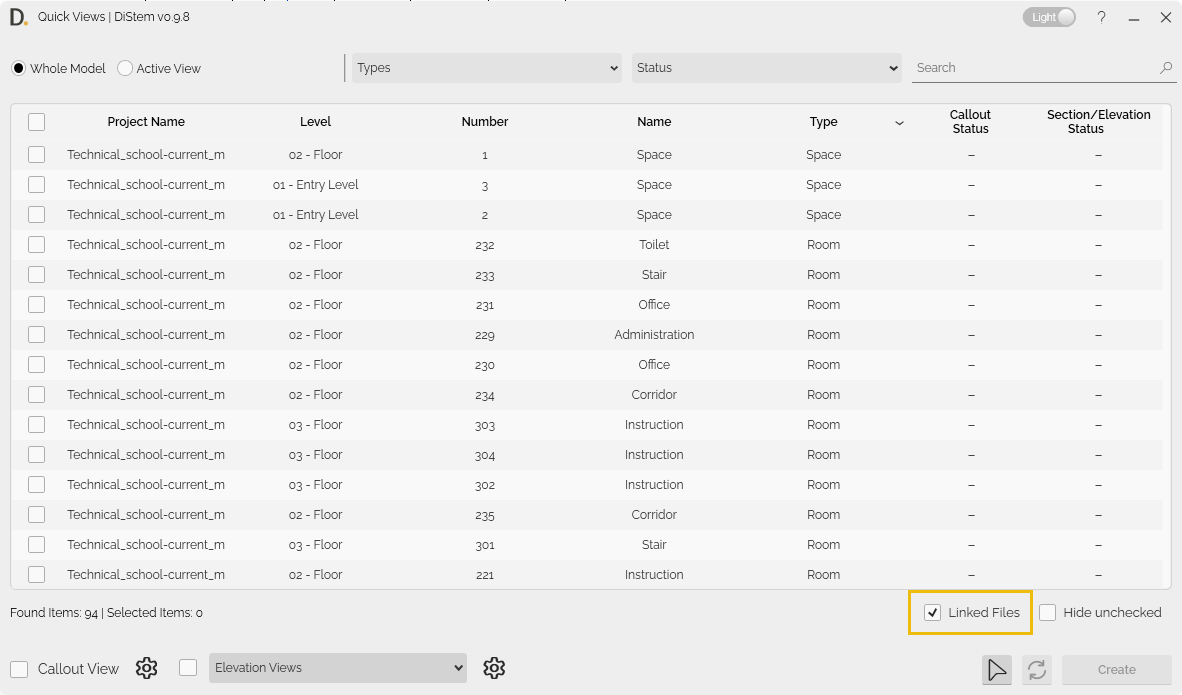 D. Quick Views | DiStem v0.9.8 Light ?
Whole Model Active View Types Status Search
Project Name Level Number Name Type Callout Status Section/Elevation Status
Technical_school-current_m 02 - Floor 1 Space Space – –
Technical_school-current_m 01 - Entry Level 3 Space Space – –
Technical_school-current_m 01 - Entry Level 2 Space Space – –
Technical_school-current_m 02 - Floor 232 Toilet Room – –
Technical_school-current_m 02 - Floor 233 Stair Room – –
Technical_school-current_m 02 - Floor 231 Office Room – –
Technical_school-current_m 02 - Floor 229 Administration Room – –
Technical_school-current_m 02 - Floor 230 Office Room – –
Technical_school-current_m 02 - Floor 234 Corridor Room – –
Technical_school-current_m 03 - Floor 303 Instruction Room – –
Technical_school-current_m 03 - Floor 304 Instruction Room – –
Technical_school-current_m 03 - Floor 302 Instruction Room – –
Technical_school-current_m 02 - Floor 235 Corridor Room – –
Technical_school-current_m 03 - Floor 301 Stair Room – –
Technical_school-current_m 02 - Floor 221 Instruction Room – –
Found Items: 94 | Selected Items: 0 Linked Files Hide unchecked
Callout View Elevation Views Create